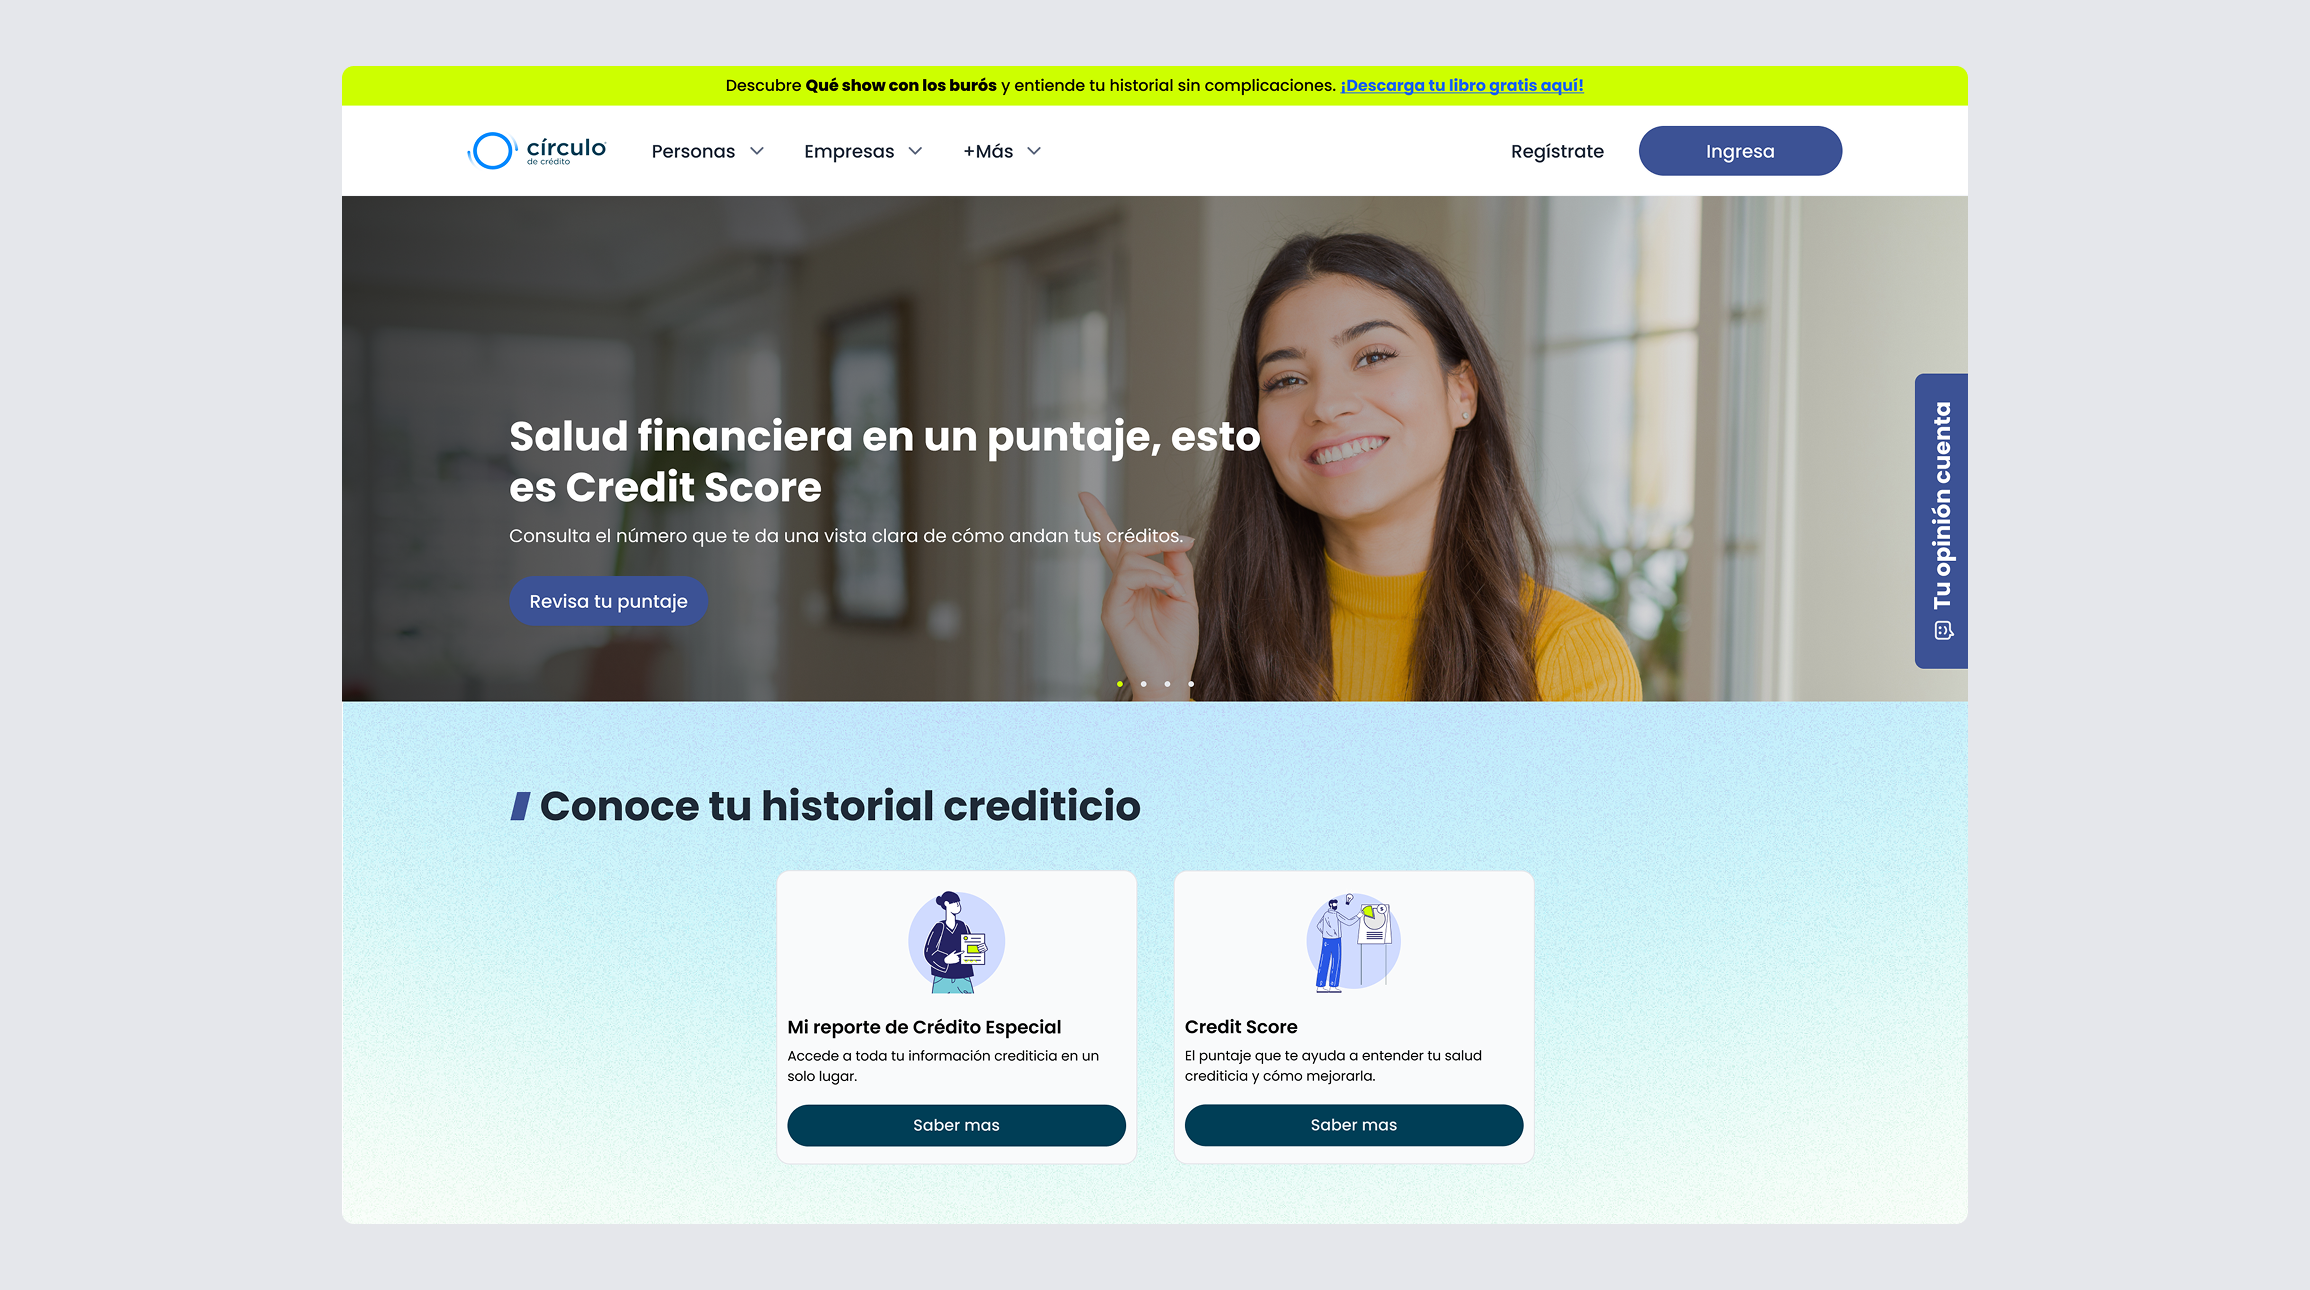 Descubre Qué show con los burós y entiende tu historial sin complicaciones. ¡Descarga tu libro gratis aquí!
círculo
de crédito
Personas
Empresas
+Más
Regístrate
Ingresa
Salud financiera en un puntaje, esto
es Credit Score
Consulta el número que te da una vista clara de cómo andan tus créditos.
Revisa tu puntaje
Tu opinión cuenta
Conoce tu historial crediticio
Mi reporte de Crédito Especial
Accede a toda tu información crediticia en un
solo lugar.
Saber mas
Credit Score
El puntaje que te ayuda a entender tu salud
crediticia y cómo mejorarla.
Saber mas